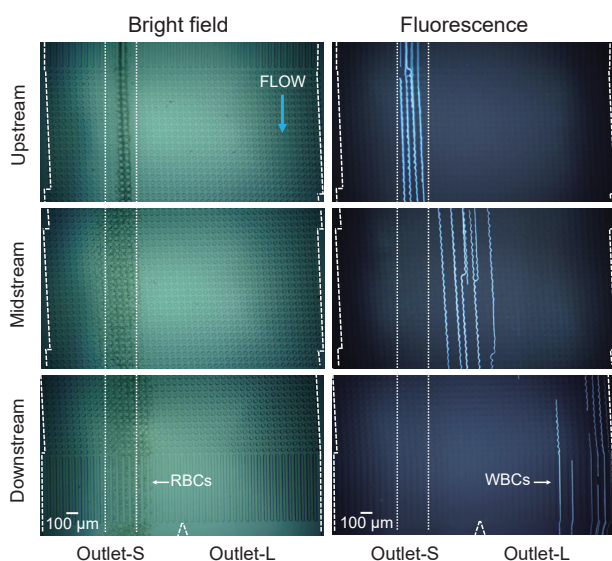 Bright field
Fluorescence
Upstream
FLOW
Midstream
Downstream
RBCs
WBCs
100 µm
100 µm
Outlet-S
Outlet-L
Outlet-S
Outlet-L